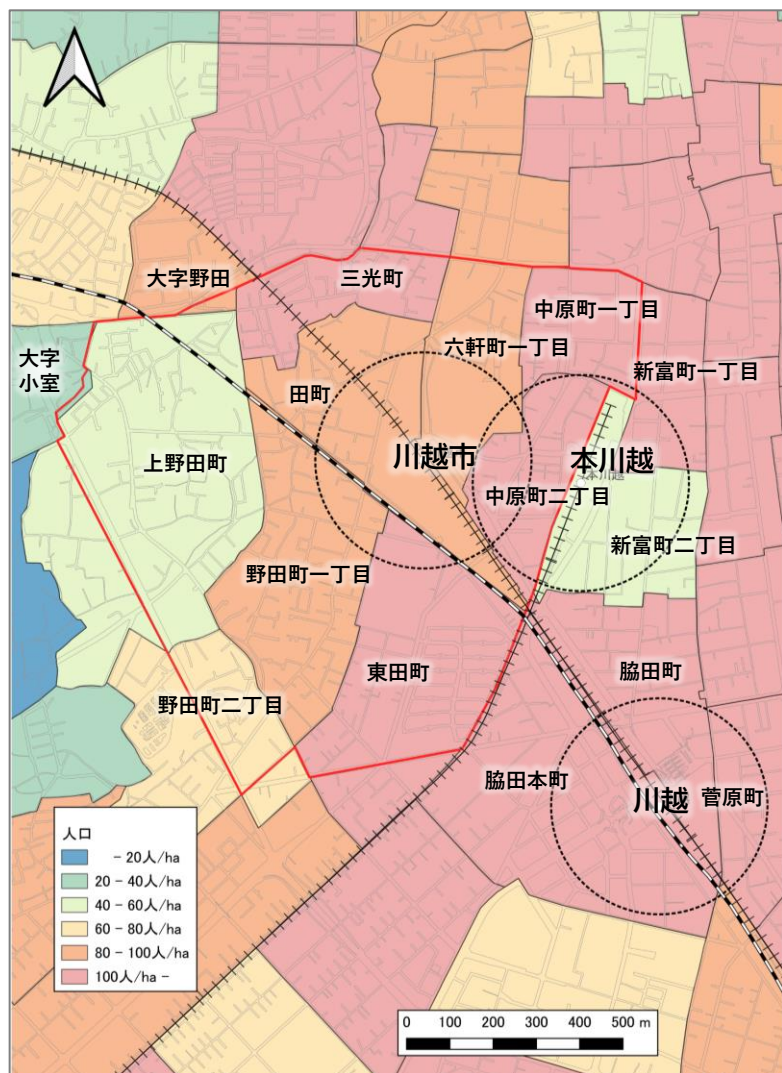 大字野田
三光町
中原町一丁目
大字
小室
六軒町一丁目
新富町一丁目
田町
上野田町
川越市
本川越
本川越
中原町二丁目
新富町二丁目
野田町一丁目
東田町
脇田町
野田町二丁目
脇田本町
川越
菅原町
人口
- 20人/ha
20 - 40人/ha
40 - 60人/ha
60 - 80人/ha
80 - 100人/ha
100人/ha -
0 100 200 300 400 500 m